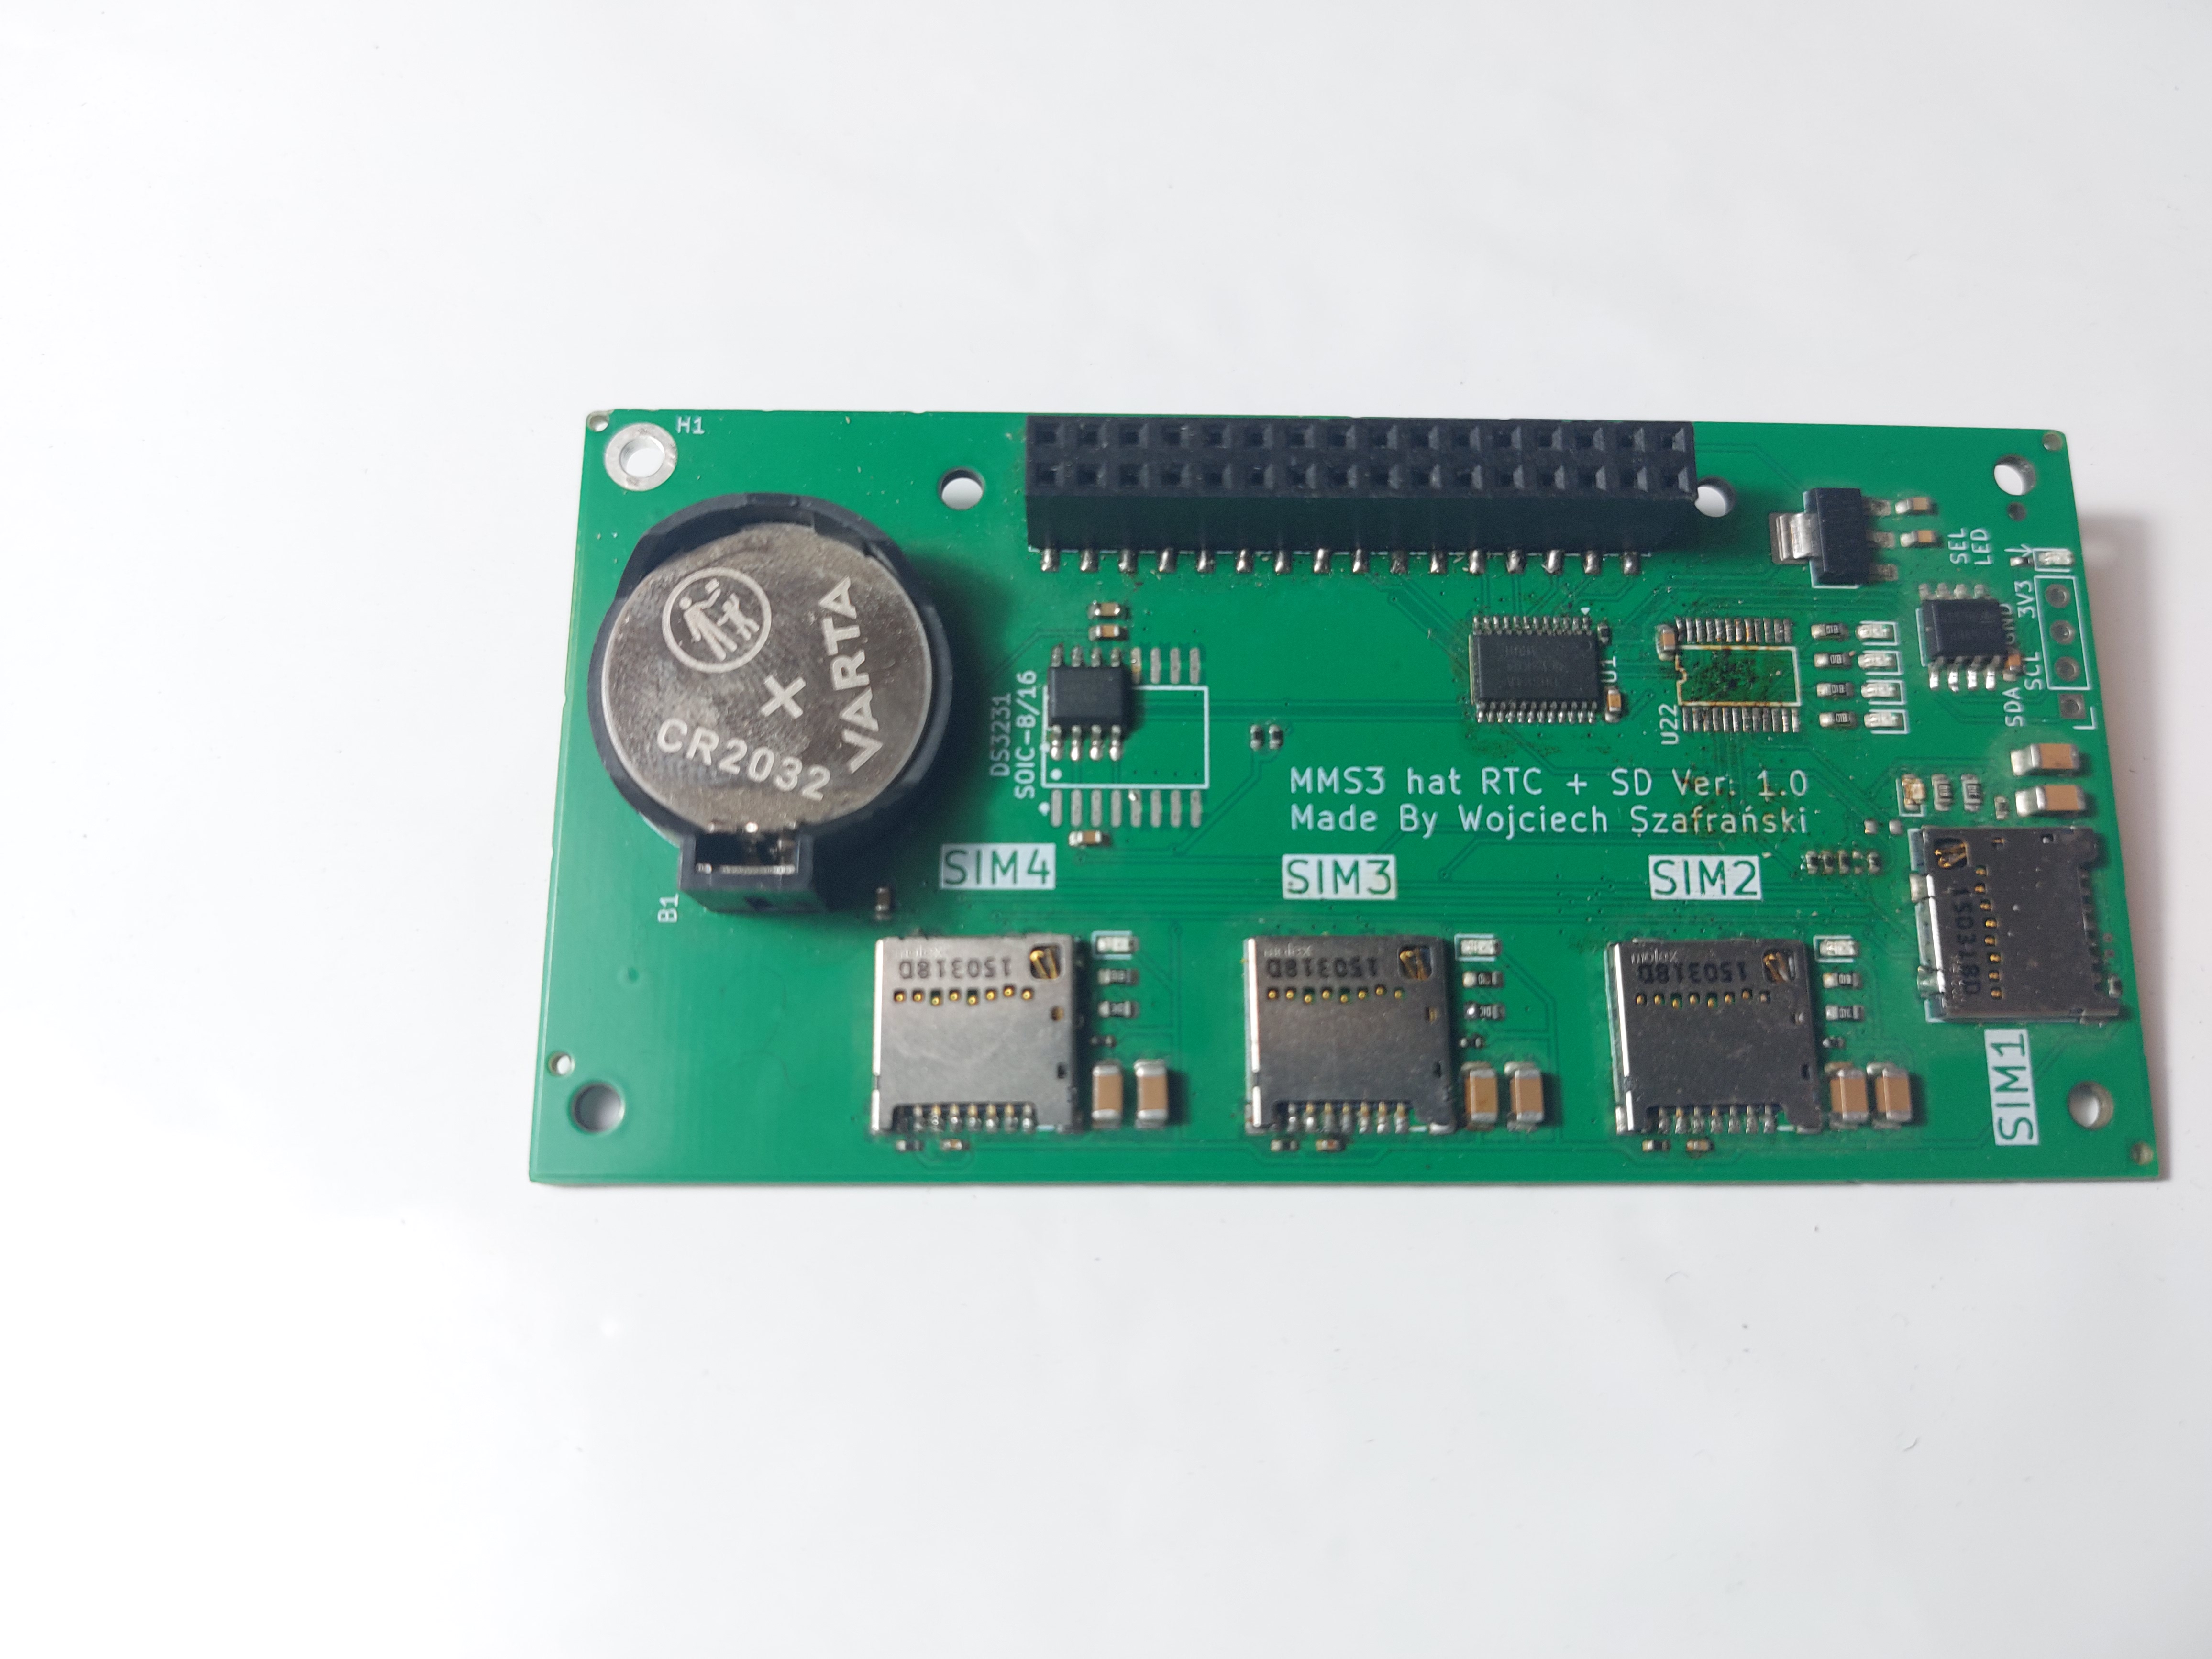 H1
VARTA
CR2032
B1
DS3231
SOIC-8/16
U1
U22
SEL
LED
3V3
GND
SCL
SDA
MMS3 hat RTC + SD Ver. 1.0
Made By Wojciech Szafrański
SIM4
SIM3
SIM2
SIM1
molex
150318D
molex
150318D
molex
150318D
150318D